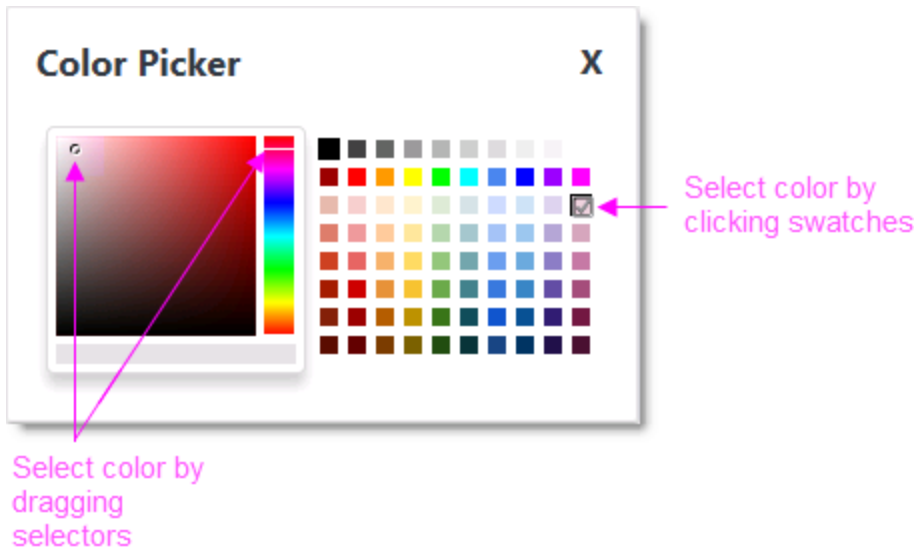 Color Picker
X
Select color by
clicking swatches
Select color by
dragging
selectors